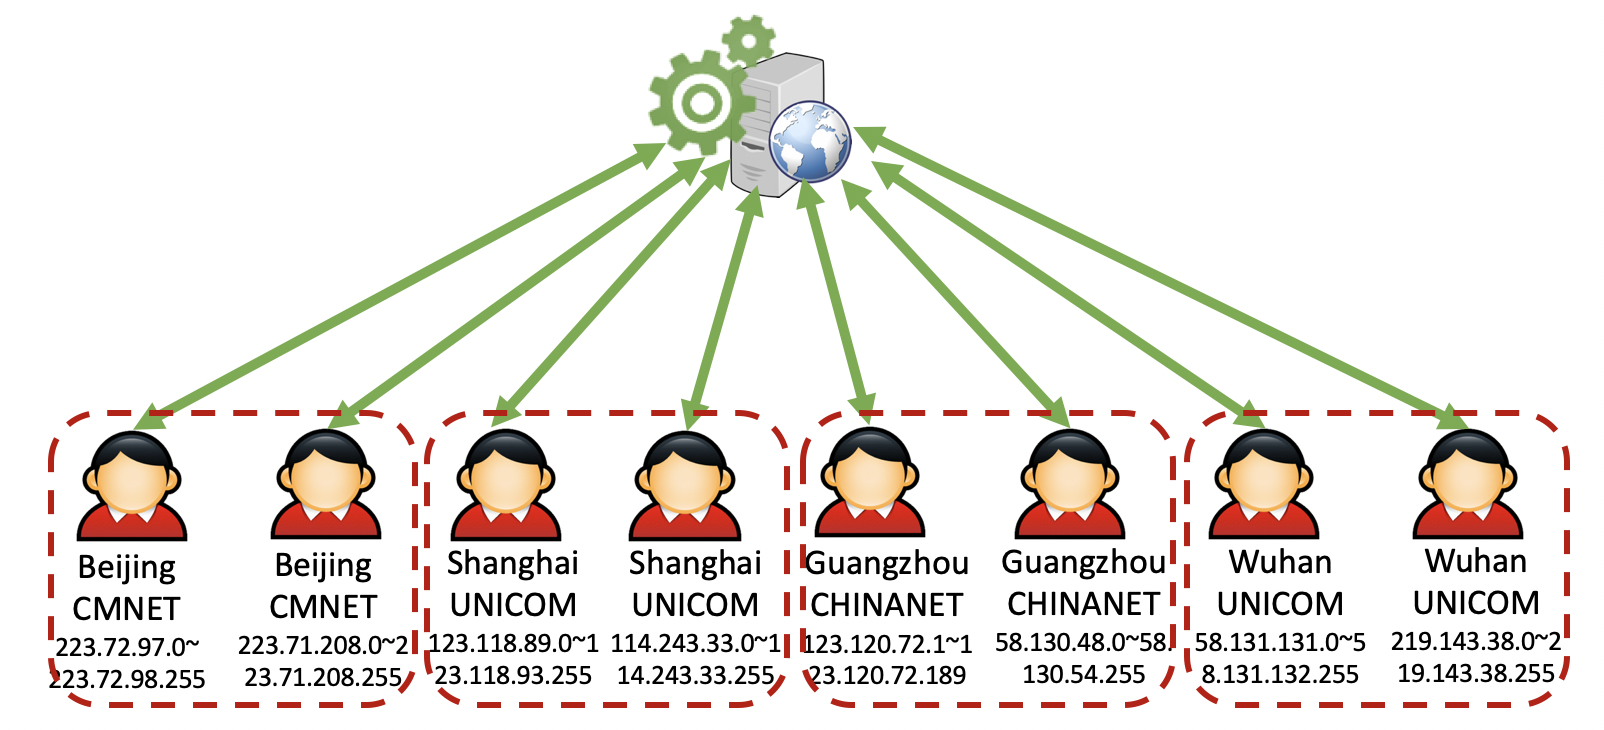 Beijing
CMNET
223.72.97.0~
223.72.98.255
Beijing
CMNET
223.71.208.0~2
23.71.208.255
Shanghai
UNICOM
123.118.89.0~1
23.118.93.255
Shanghai
UNICOM
114.243.33.0~1
14.243.33.255
Guangzhou
CHINANET
123.120.72.1~1
23.120.72.189
Guangzhou
CHINANET
58.130.48.0~58.
130.54.255
Wuhan
UNICOM
58.131.131.0~5
8.131.132.255
Wuhan
UNICOM
219.143.38.0~2
19.143.38.255